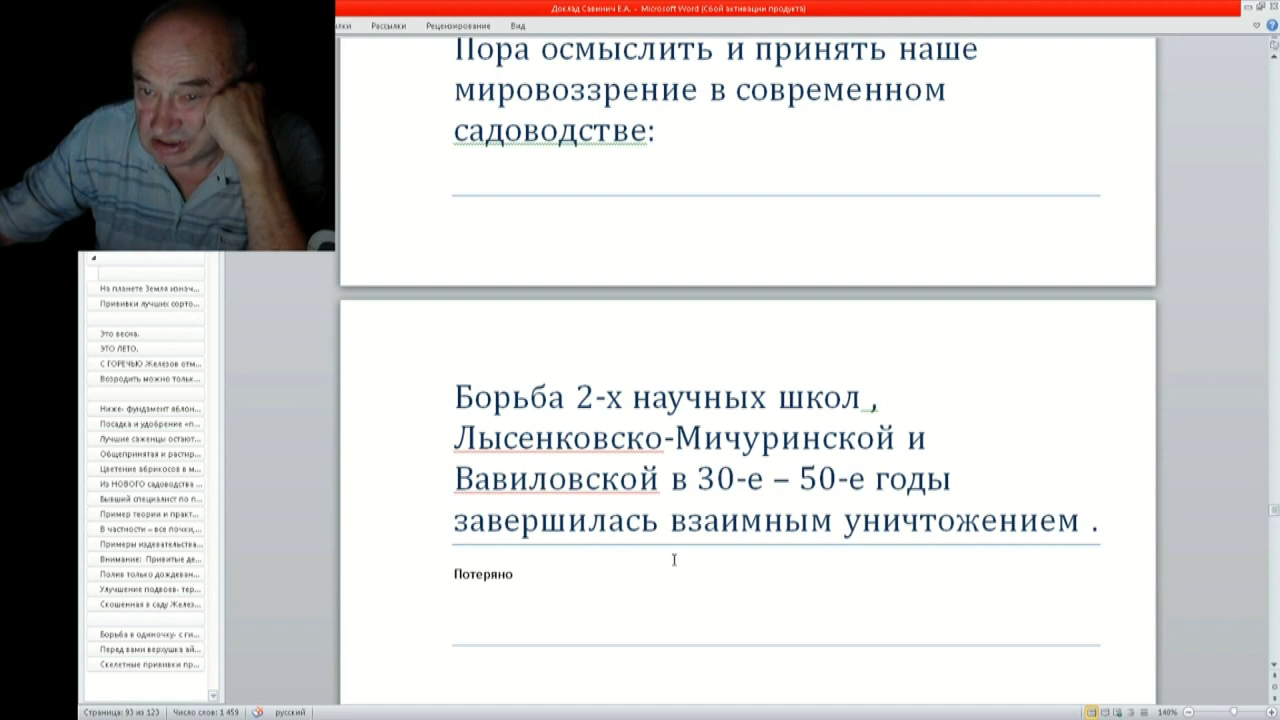 Доклад Савинич Е.А. - Microsoft Word (Сбой активации продукта)
Рассылки
Рецензирование
Вид
Пора осмыслить и принять наше
мировоззрение в современном
садоводстве:
На планете Земля изнач...
Прививки лучших сорто...
Это весна.
ЭТО ЛЕТО.
С ГОРЕЧЬЮ Железов отм...
Возродить можно тольк...
Ниже- фундамент яблон...
Посадка и удобрение «п...
Лучшие саженцы остают...
Общепринятая и растир...
Цветение абрикосов в м...
Из НОВОГО садоводства ...
Бывший специалист по п...
Пример теории и практ...
В частности – все почки,...
Примеры издевательства...
Внимание: Привитые де...
Полив только дождеван...
Улучшение подвоев- тер...
Скошенная в саду Желез...
Борьба в одиночку- с ги...
Перед вами верхушка ай...
Скелетные прививки пр...
Борьба 2-х научных школ ,
Лысенковско-Мичуринской и
Вавиловской в 30-е – 50-е годы
завершилась взаимным уничтожением .
Потеряно
Страница: 93 из 123
Число слов: 1 459
русский
140%